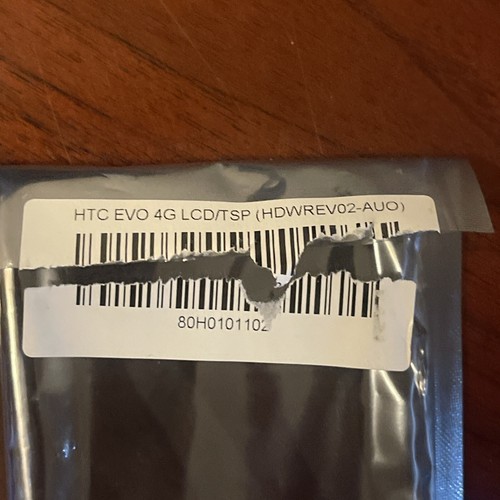 HTC EVO 4G LCD/TSP (HDWREV02-AUO)
80H0101102